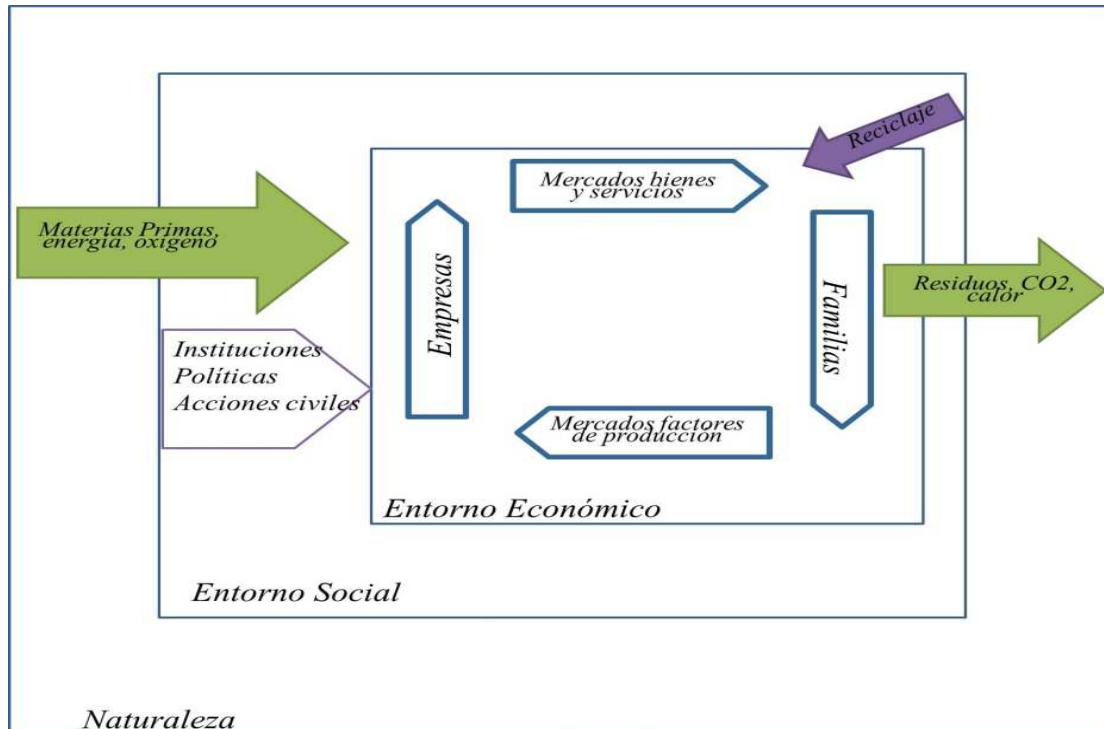 Reciclaje
Mercados bienes
y servicios
Materias Primas,
energía, oxígeno
Empresas
Familias
Residuos, CO2,
calor
Instituciones
Políticas
Acciones civiles
Mercados factores
de producción
Entorno Económico
Entorno Social
Naturaleza